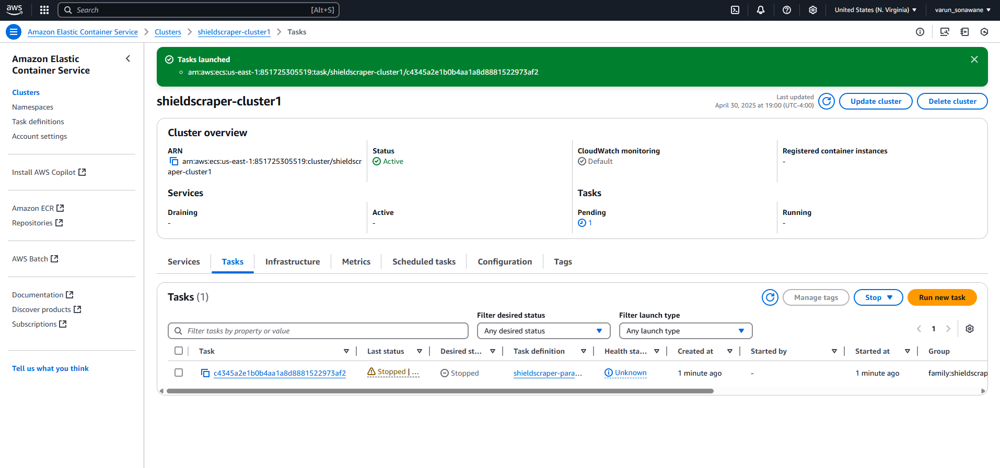 aws
Search
[Alt+S]
United States (N. Virginia)
varun_sonawane
Amazon Elastic Container Service
Clusters
shieldscraper-cluster1
Tasks
Amazon Elastic
Container Service
Clusters
Namespaces
Task definitions
Account settings
Install AWS Copilot
Amazon ECR
Repositories
AWS Batch
Documentation
Discover products
Subscriptions
Tell us what you think
Tasks launched
arn:aws:ecs:us-east-1:851725305519:task/shieldscraper-cluster1/c4345a2e1b0b4aa1a8d8881522973af2
shieldscraper-cluster1
Last updated
April 30, 2025 at 19:00 (UTC-4:00)
Update cluster
Delete cluster
Cluster overview
ARN
arn:aws:ecs:us-east-1:851725305519:cluster/shieldscr
aper-cluster1
Status
Active
CloudWatch monitoring
Default
Registered container instances
-
Services
Tasks
Draining
-
Active
-
Pending
1
Running
-
Services
Tasks
Infrastructure
Metrics
Scheduled tasks
Configuration
Tags
Tasks (1)
Manage tags
Stop
Run new task
Filter desired status
Filter launch type
Filter tasks by property or value
Any desired status
Any launch type
1
Task
Last status
Desired st...
Task definition
Health sta...
Created at
Started by
Started at
Group
c4345a2e1b0b4aa1a8d8881522973af2
Stopped | ...
Stopped
shieldscraper-para...
Unknown
1 minute ago
-
1 minute ago
family:shieldscrap